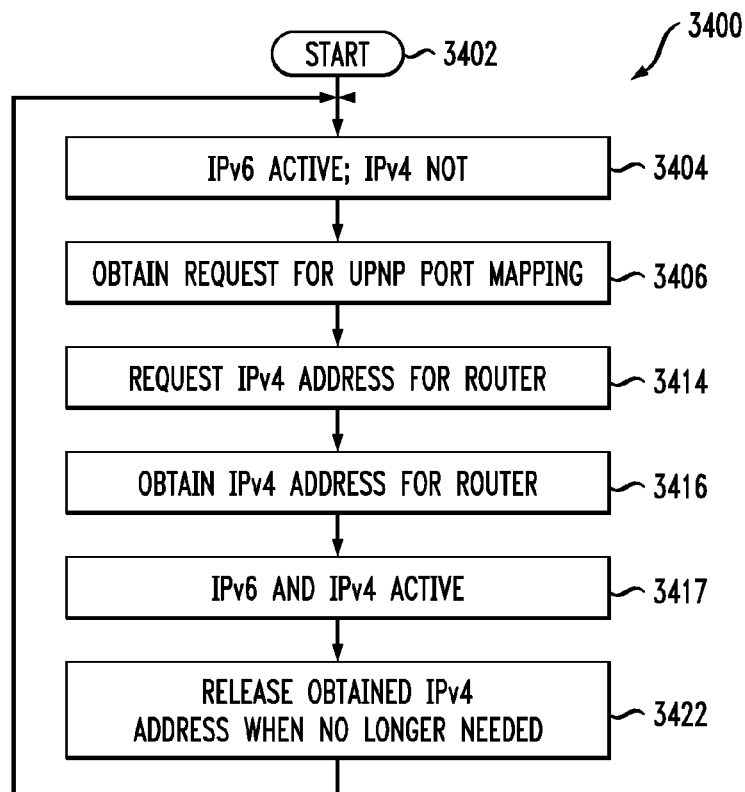 3400
START
3402
IPv6 ACTIVE; IPv4 NOT
3404
OBTAIN REQUEST FOR UPNP PORT MAPPING
3406
REQUEST IPv4 ADDRESS FOR ROUTER
3414
OBTAIN IPv4 ADDRESS FOR ROUTER
3416
IPv6 AND IPv4 ACTIVE
3417
RELEASE OBTAINED IPv4
ADDRESS WHEN NO LONGER NEEDED
3422